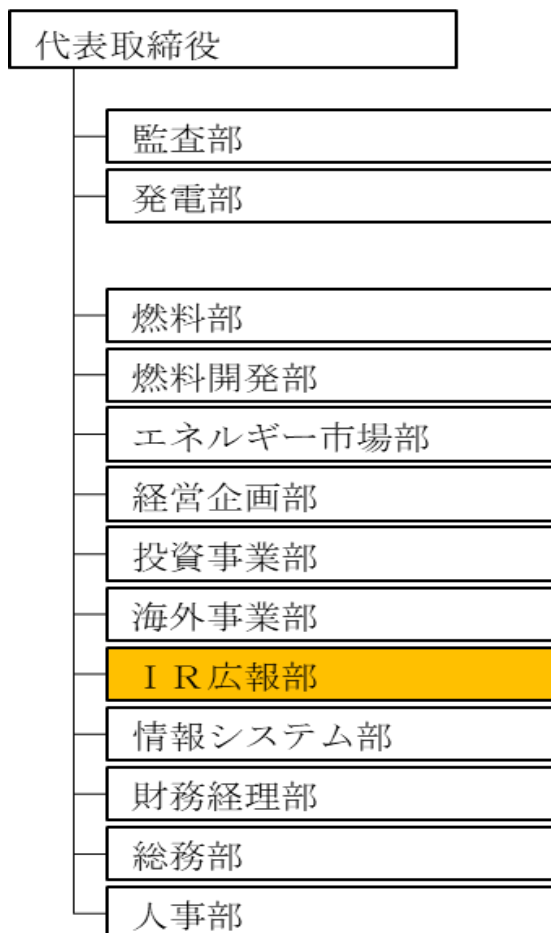 代表取締役
監査部
発電部
燃料部
燃料開発部
エネルギー市場部
経営企画部
投資事業部
海外事業部
ＩＲ広報部
情報システム部
財務経理部
総務部
人事部